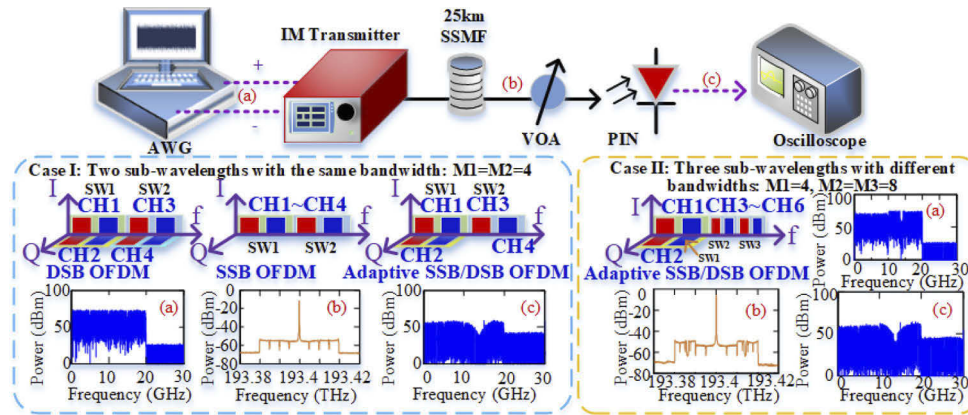 25km
SSMF
IM Transmitter
+
(a)
-
(b)
(c)
AWG
VOA
PIN
Oscilloscope
Case I: Two sub-wavelengths with the same bandwidth: M1=M2=4
I
SW1
SW2
CH1
CH3
f
Q
CH2
CH4
DSB OFDM
I
CH1~CH4
f
Q
SW1
SW2
SSB OFDM
I
SW1
SW2
CH1
CH3
f
Q
CH2
CH4
Adaptive SSB/DSB OFDM
Power (dBm)
100
50
0
(a)
0 10 20 30
Frequency (GHz)
Power (dBm)
0
-20
-40
-60
-80
(b)
193.38 193.4 193.42
Frequency (THz)
Power (dBm)
100
50
0
(c)
0 10 20 30
Frequency (GHz)
Case II: Three sub-wavelengths with different
bandwidths: M1=4, M2=M3=8
I
CH1
CH3~CH6
f
Q
CH2
SW1
SW2
SW3
Adaptive SSB/DSB OFDM
Power (dBm)
100
50
0
(a)
0 10 20 30
Frequency (GHz)
Power (dBm)
0
-20
-40
-60
-80
(b)
193.38 193.4 193.42
Frequency (THz)
Power (dBm)
100
50
0
(c)
0 10 20 30
Frequency (GHz)